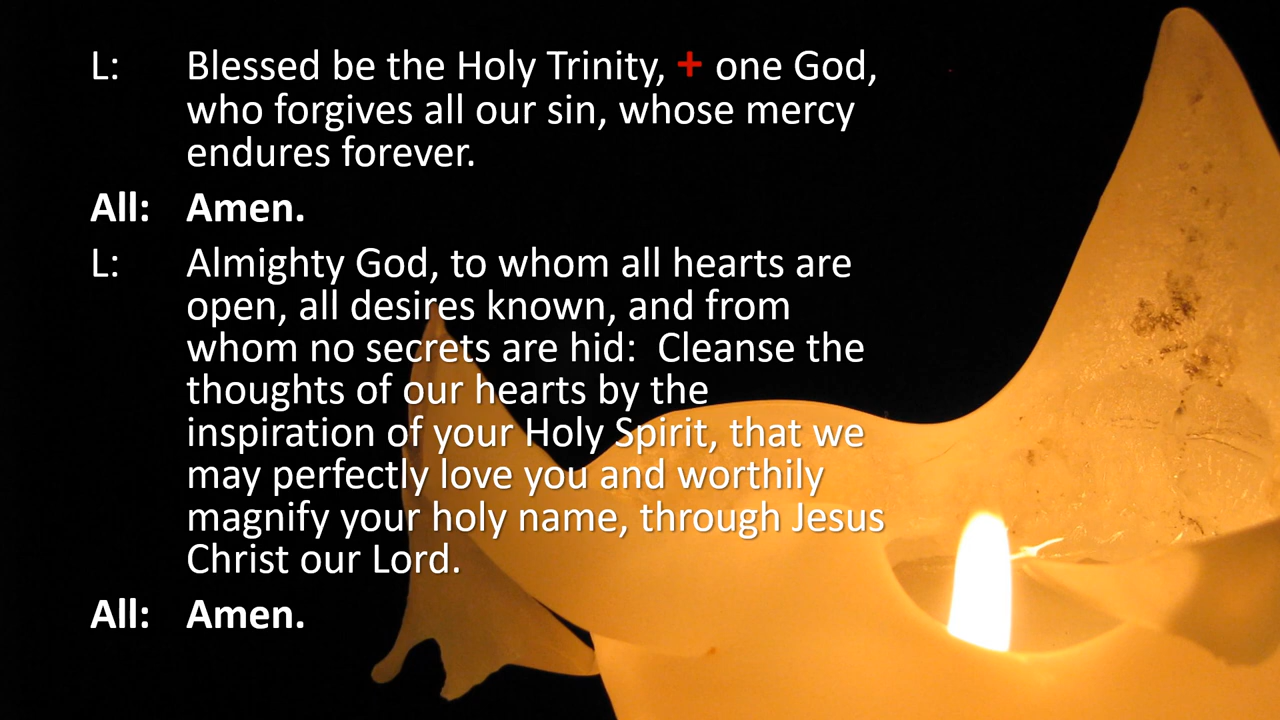 L: Blessed be the Holy Trinity, + one God,
who forgives all our sin, whose mercy
endures forever.
All: Amen.
L: Almighty God, to whom all hearts are
open, all desires known, and from
whom no secrets are hid:  Cleanse the
thoughts of our hearts by the
inspiration of your Holy Spirit, that we
may perfectly love you and worthily
magnify your holy name, through Jesus
Christ our Lord.
All: Amen.